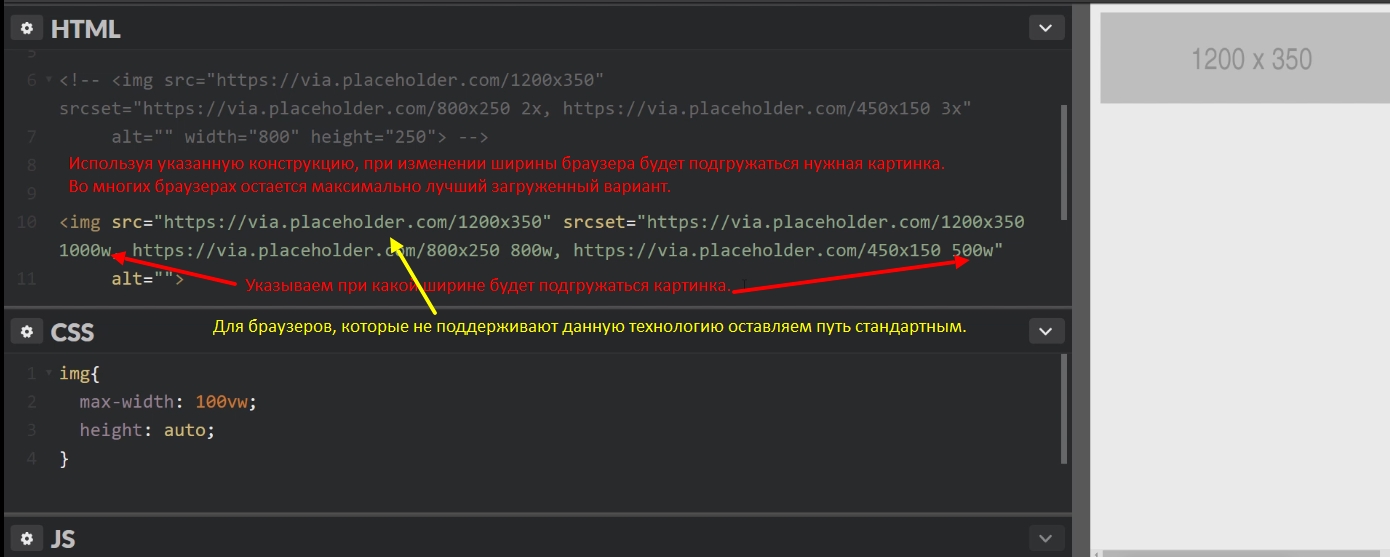 HTML
5
6 <!-- <img src="https://via.placeholder.com/1200x350"
srcset="https://via.placeholder.com/800x250 2x, https://via.placeholder.com/450x150 3x"
7 alt="" width="800" height="250"> -->
8 Используя указанную конструкцию, при изменении ширины браузера будет подгружаться нужная картинка.
9 Во многих браузерах остается максимально лучший загруженный вариант.
10 <img src="https://via.placeholder.com/1200x350" srcset="https://via.placeholder.com/1200x350
1000w, https://via.placeholder.com/800x250 800w, https://via.placeholder.com/450x150 500w"
11 alt="">
Указываем при какой ширине будет подгружаться картинка.
Для браузеров, которые не поддерживают данную технологию оставляем путь стандартным.
CSS
1 img{
2 max-width: 100vw;
3 height: auto;
4 }
JS
1200 x 350